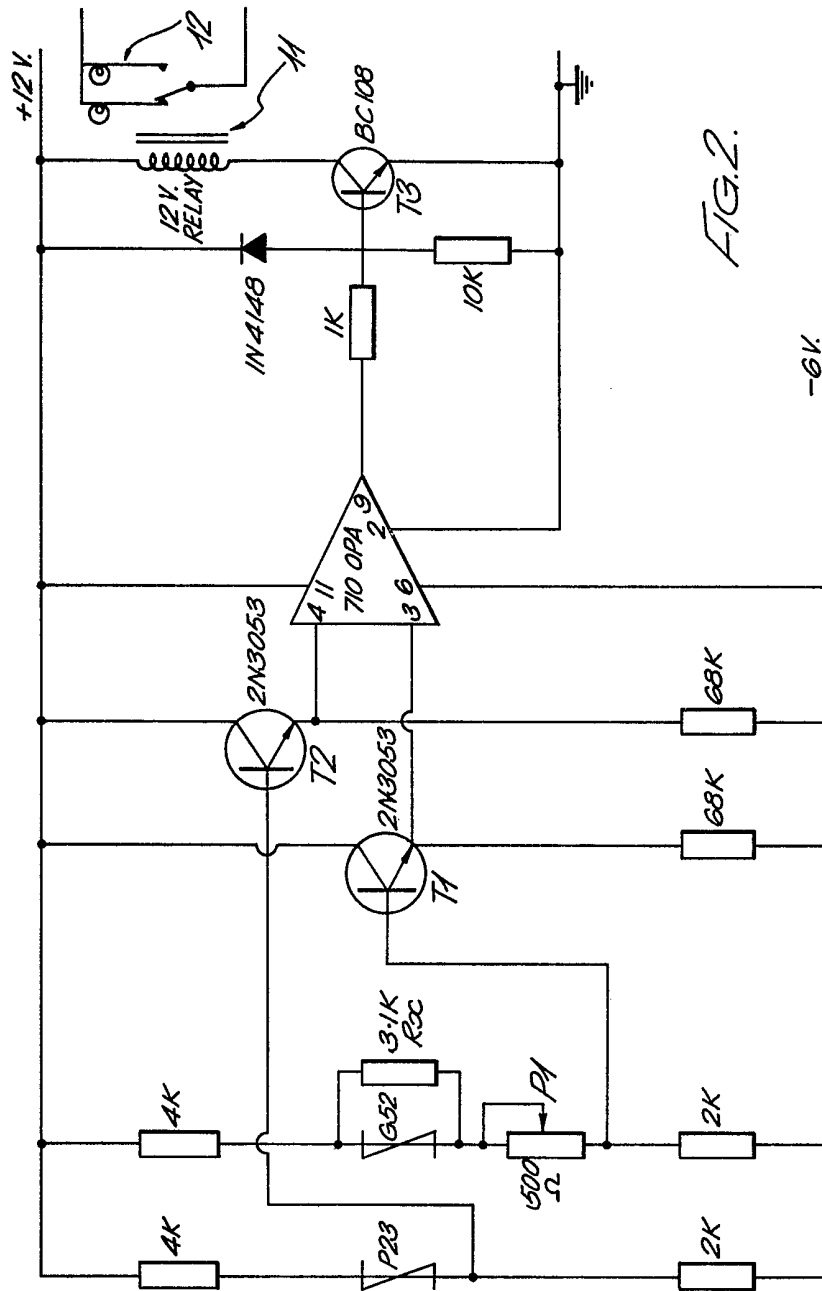 +12V.
12
11
12V.
RELAY
BC108
T3
1N4148
1K
10K
FIG.2.
-6V.
2N3053
T2
4 11
710 OPA
9
2
3 6
2N3053
T1
68K
68K
4K
3·1K
Rx
G52
P1
500
Ω
2K
4K
P23
2K